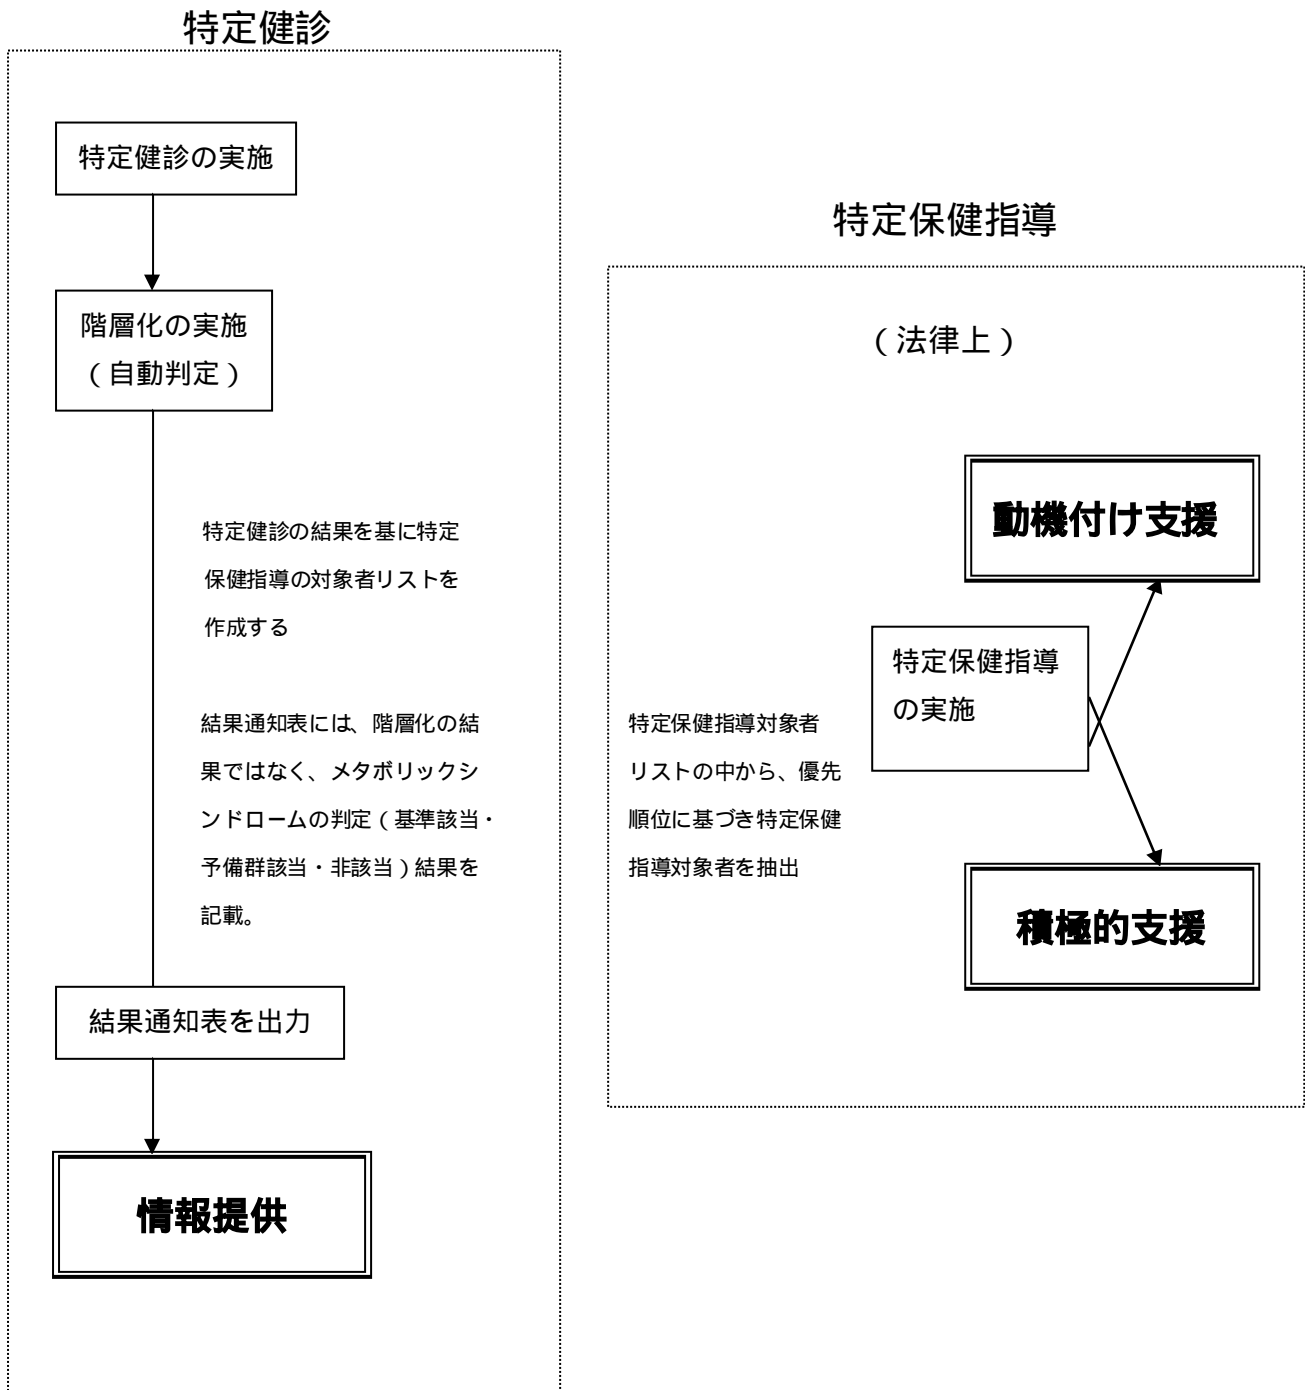 特定健診
特定健診の実施
階層化の実施
（自動判定）
特定健診の結果を基に特定
保健指導の対象者リストを
作成する
結果通知表には、階層化の結
果ではなく、メタボリックシ
ンドロームの判定（基準該当・
予備群該当・非該当）結果を
記載。
結果通知表を出力
情報提供
特定保健指導
（法律上）
動機付け支援
特定保健指導
の実施
特定保健指導対象者
リストの中から、優先
順位に基づき特定保健
指導対象者を抽出
積極的支援